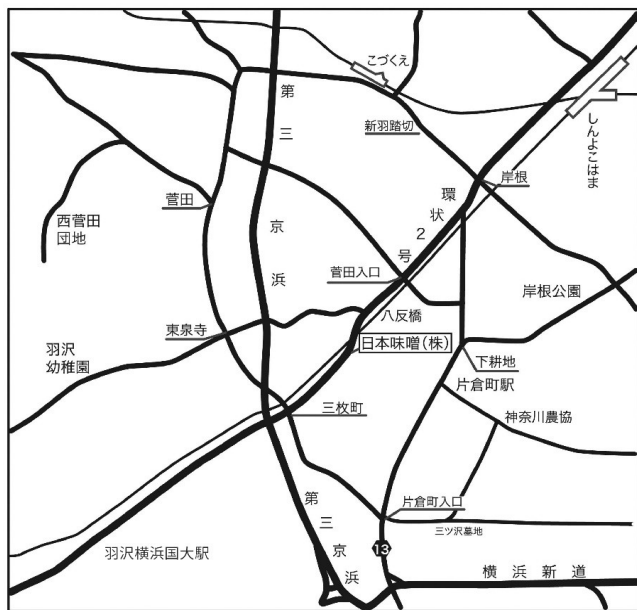 こづくえ
第三京浜
新羽踏切
しんよこはま
環状2号
岸根
菅田
西菅田
団地
菅田入口
岸根公園
八反橋
東泉寺
日本味噌(株)
羽沢
幼稚園
下耕地
片倉町駅
三枚町
神奈川農協
第三京浜
片倉町入口
三ツ沢墓地
羽沢横浜国大駅
13
横浜新道